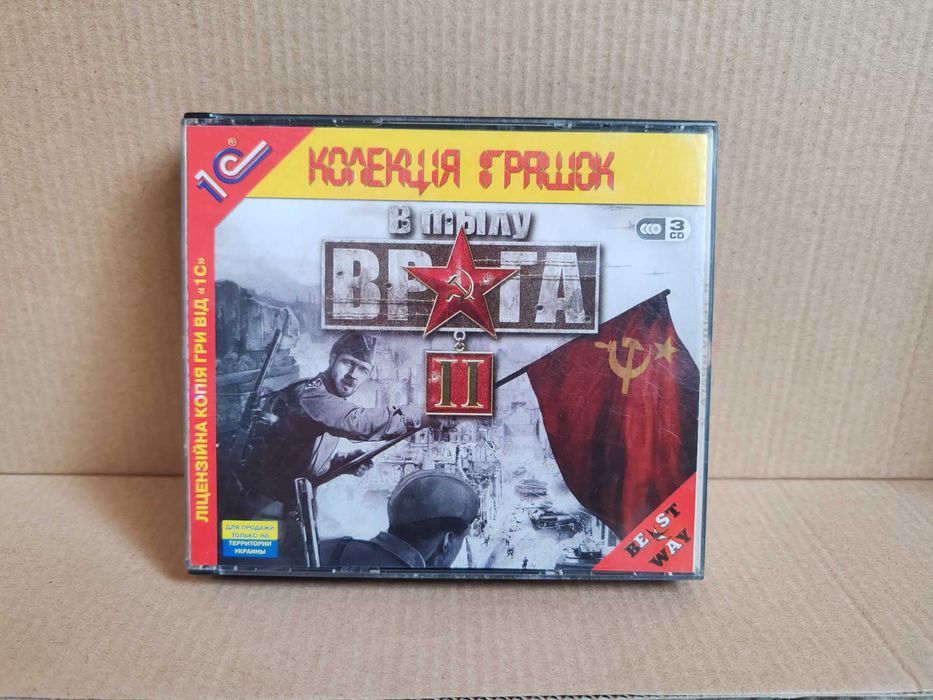 1С®
КОЛЕКЦІЯ ІГРАШОК
В тылу
ВРАГА
II
3
CD
ЛІЦЕНЗІЙНА КОПІЯ ГРИ ВІД «1С»
ДЛЯ ПРОДАЖИ
ТОЛЬКО НА
ТЕРРИТОРИИ
УКРАИНЫ
BEST
WAY